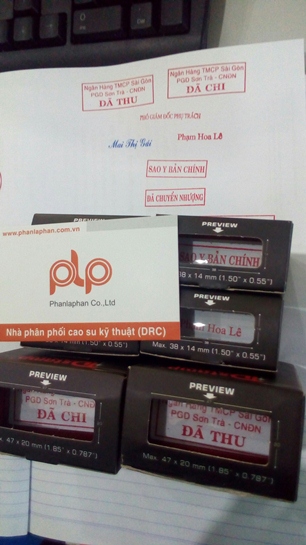 Ngân Hàng TMCP Sài Gòn
PGD Sơn Trà - CNĐN
ĐÃ THU
Ngân Hàng TMCP Sài Gòn
PGD Sơn Trà - CNĐN
ĐÃ CHI
PHÓ GIÁM ĐỐC PHỤ TRÁCH
Mai Thị Gái
Phạm Hoa Lê
SAO Y BẢN CHÍNH
ĐÃ CHUYỂN NHƯỢNG
www.phanlaphan.com.vn
plp
Phanlaphan Co.,Ltd
Nhà phân phối cao su kỹ thuật (DRC)
PREVIEW
SAO Y BẢN CHÍNH
38 x 14 mm (1.50" x 0.55")
PREVIEW
Hoa Lê
Max. 38 x 14 mm (1.50" x 0.55")
PREVIEW
PGD Sơn Trà - CNĐN
ĐÃ CHI
47 x 20 mm (1.85" x 0.787")
PREVIEW
Hàng TMCP Sài Gòn
PGD Sơn Trà - CNĐN
ĐÃ THU
Max. 47 x 20 mm (1.85" x 0.787")